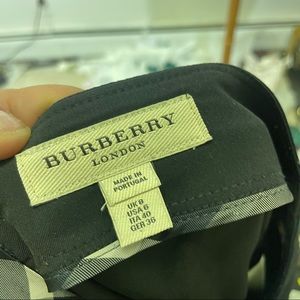 BURBERRY
LONDON
MADE IN
PORTUGAL
UK 8
USA 6
ITA 40
GER 36